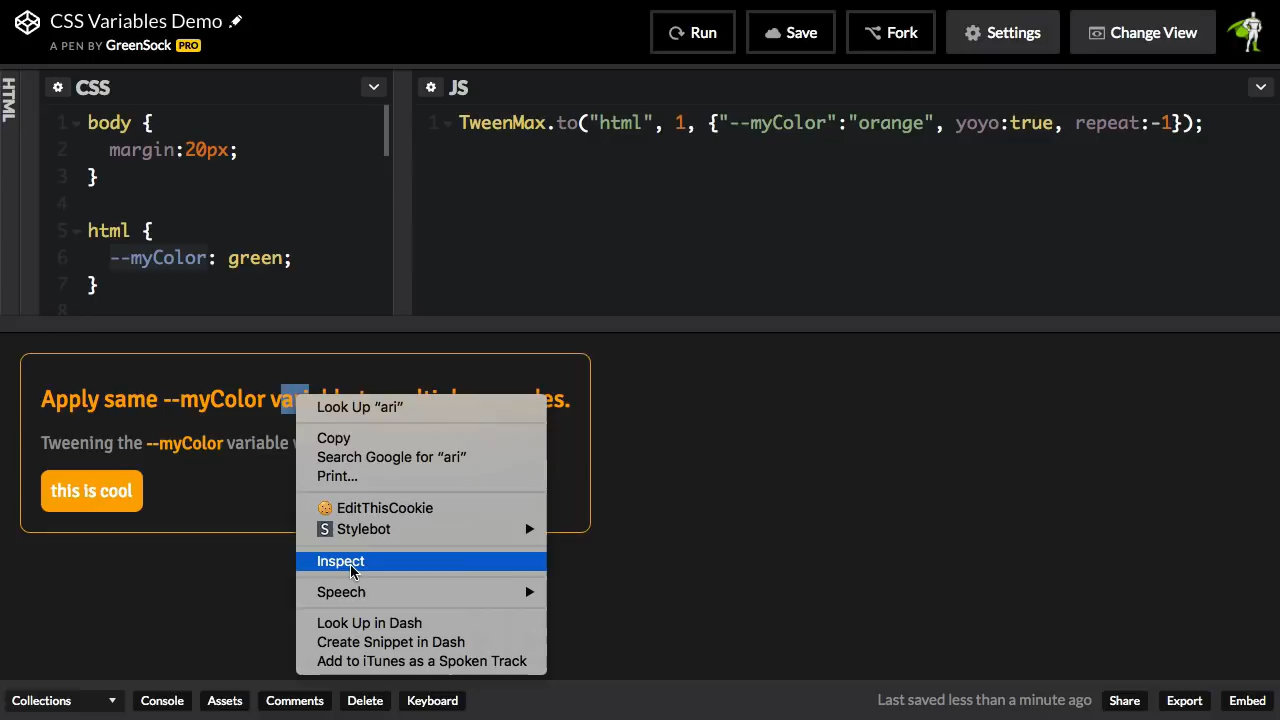 CSS Variables Demo
A PEN BY GreenSock PRO
Run
Save
Fork
Settings
Change View
HTML
CSS
1 body {
2 margin:20px;
3 }
4
5 html {
6 --myColor: green;
7 }
8
JS
1 TweenMax.to("html", 1, {"--myColor":"orange", yoyo:true, repeat:-1});
Apply same --myColor
Tweening the --myColor variable
this is cool
Look Up “ari”
Copy
Search Google for “ari”
Print...
EditThisCookie
S Stylebot
Inspect
Speech
Look Up in Dash
Create Snippet in Dash
Add to iTunes as a Spoken Track
Collections
Console
Assets
Comments
Delete
Keyboard
Last saved less than a minute ago
Share
Export
Embed